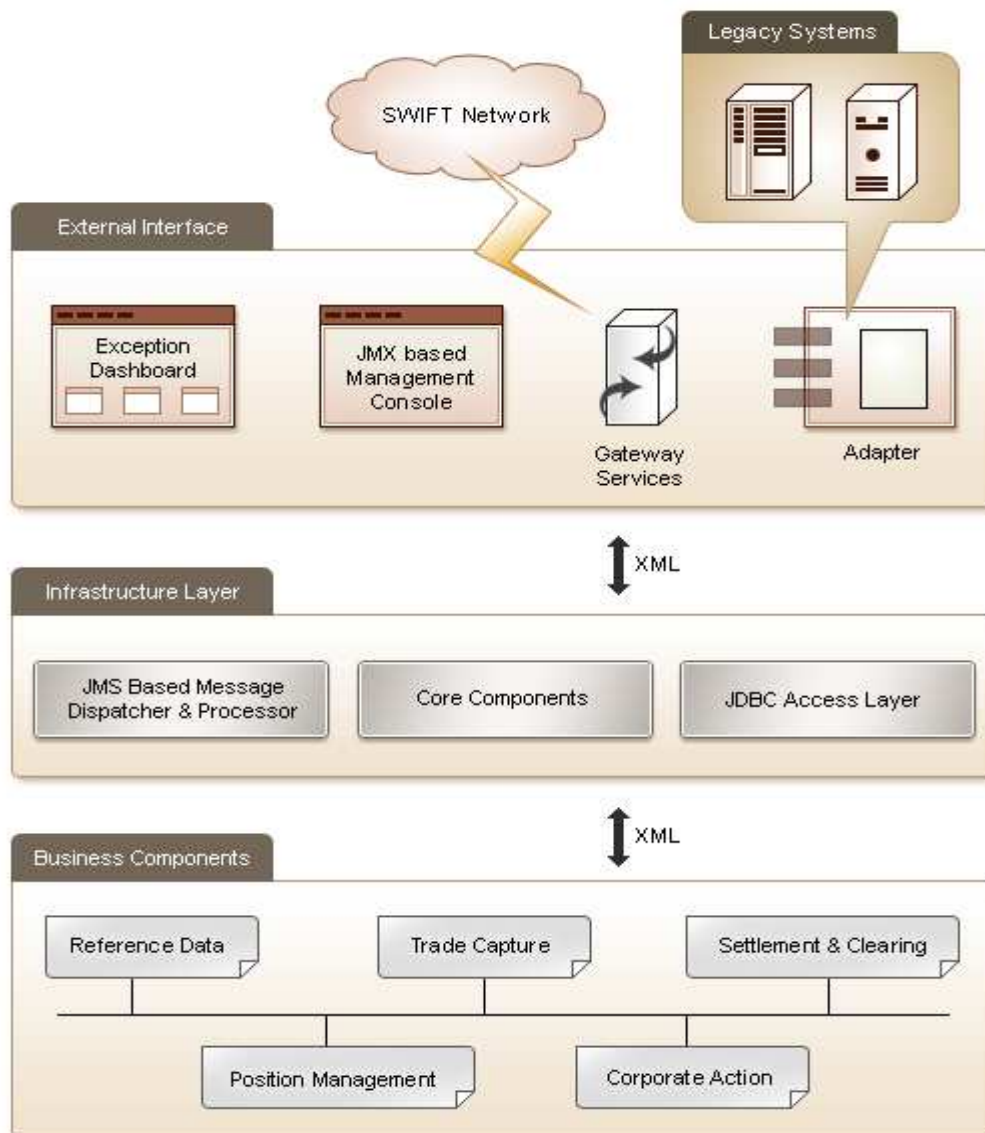 Legacy Systems
SWIFT Network
External Interface
Exception
Dashboard
JMX based
Management
Console
Gateway
Services
Adapter
XML
Infrastructure Layer
JMS Based Message
Dispatcher & Processor
Core Components
JDBC Access Layer
XML
Business Components
Reference Data
Trade Capture
Settlement & Clearing
Position Management
Corporate Action